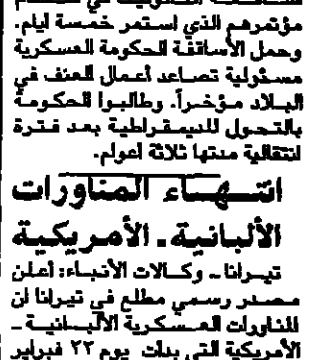 مؤتمرهم الذي استمر خمسة ايام.
وحمل الأساقفة الحكومة العسكرية
مسئولية تصاعد أعمال العنف في
البلاد مؤخراً. وطالبوا الحكومة
بالتحول للديمقراطية بعد فترة
انتقالية مدتها ثلاثة اعوام.
انتهاء المناورات
الألبانية ـ الأمريكية
تيرانا ـ وكالات الأنباء: أعلن
مصدر رسمي مطلع في تيرانا ان
المناورات العسكرية الألبانية ـ
الأمريكية التي بدات يوم ٢٢ فبراير